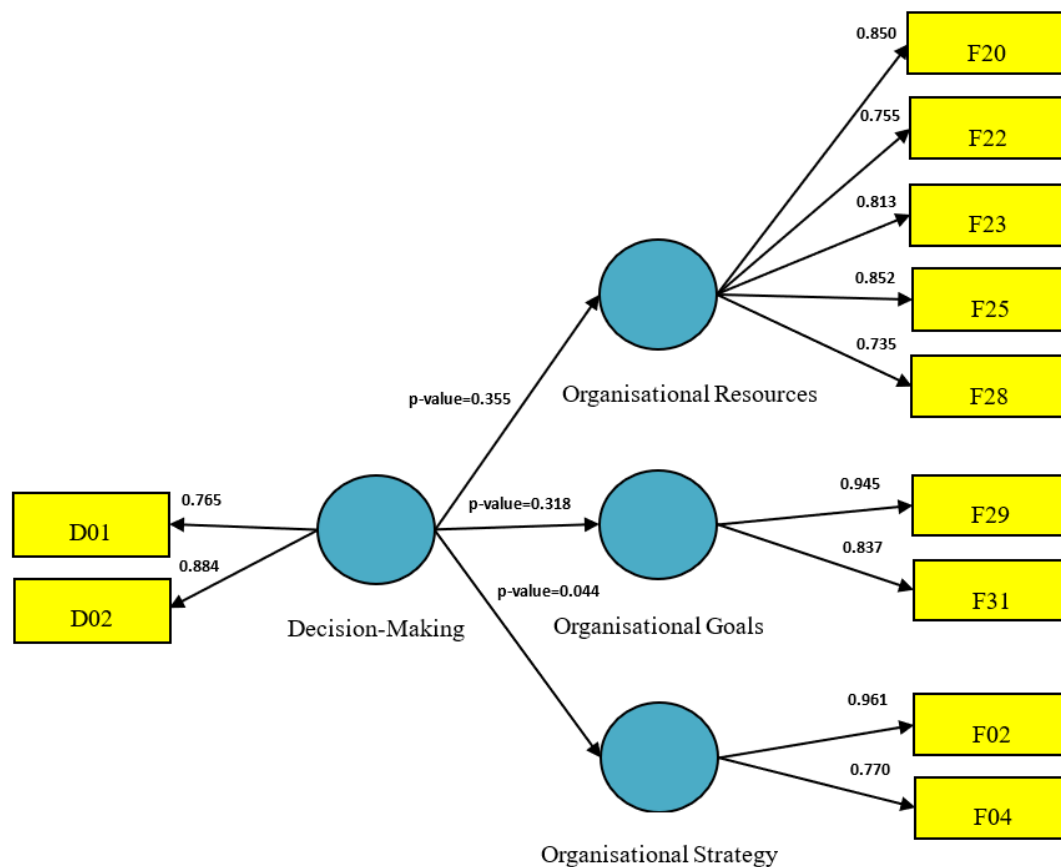 0.850
F20
0.755
F22
0.813
F23
0.852
F25
0.735
F28
Organisational Resources
p-value=0.355
0.765
D01
0.884
D02
Decision-Making
p-value=0.318
0.945
F29
0.837
F31
Organisational Goals
p-value=0.044
0.961
F02
0.770
F04
Organisational Strategy